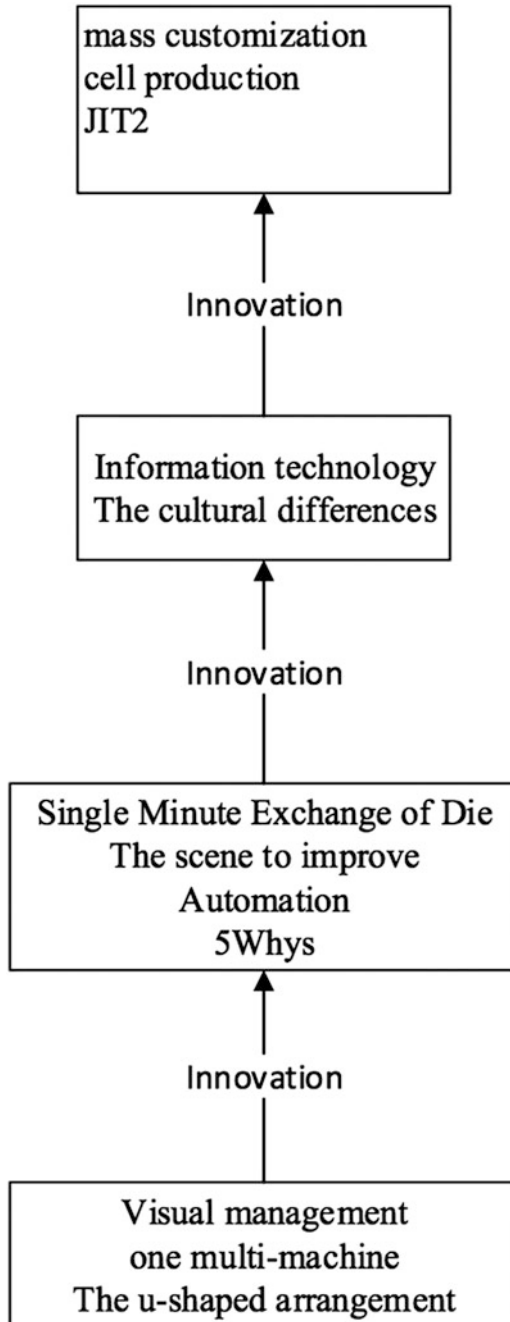 mass customization
cell production
JIT2
Innovation
Information technology
The cultural differences
Innovation
Single Minute Exchange of Die
The scene to improve
Automation
5Whys
Innovation
Visual management
one multi-machine
The u-shaped arrangement